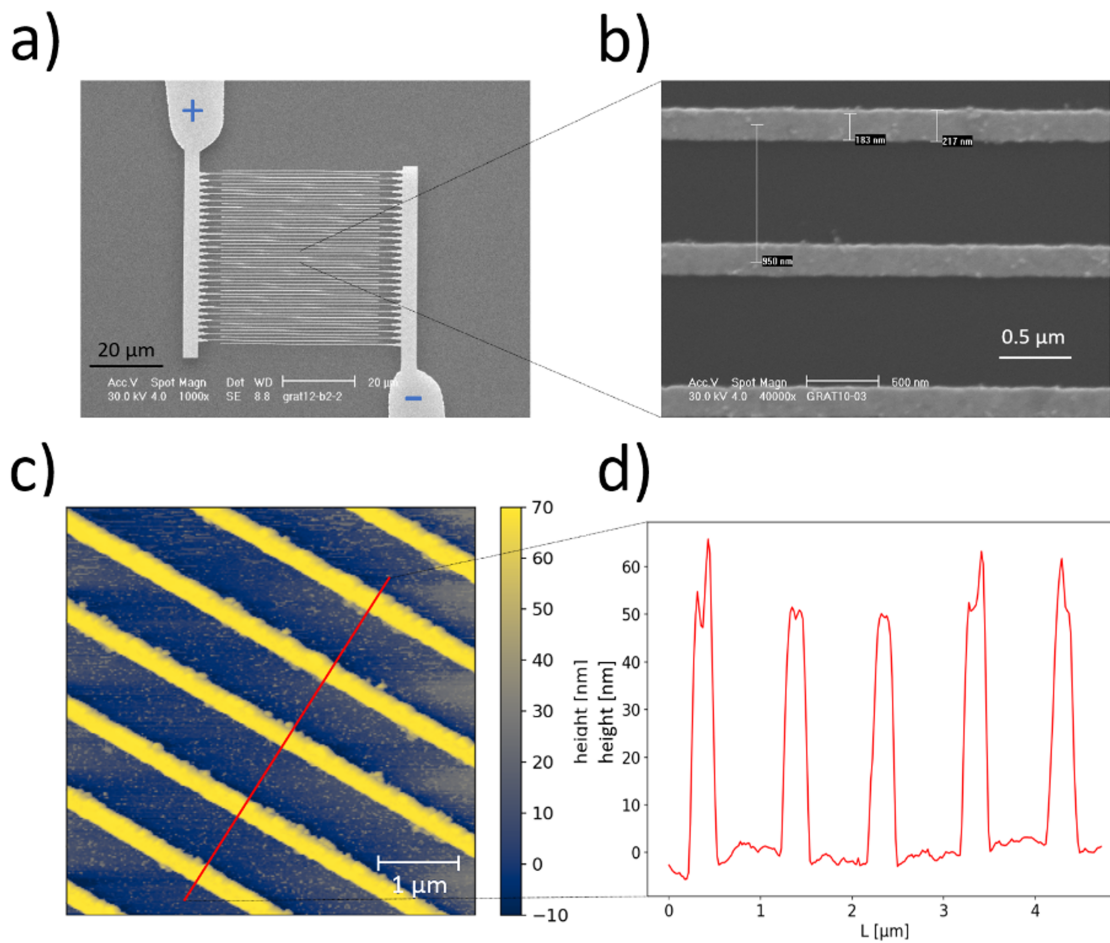 a)
+
-
20 µm
Acc.V Spot Magn Det WD 20 µm
30.0 kV 4.0 1000x SE 8.8 grat12-b2-2
b)
183 nm
217 nm
950 nm
0.5 µm
Acc.V Spot Magn 500 nm
30.0 kV 4.0 40000x GRAT10-03
c)
1 µm
70
60
50
40
30
20
10
0
−10
height [nm]
d)
height [nm]
60
50
40
30
20
10
0
0 1 2 3 4
L [µm]